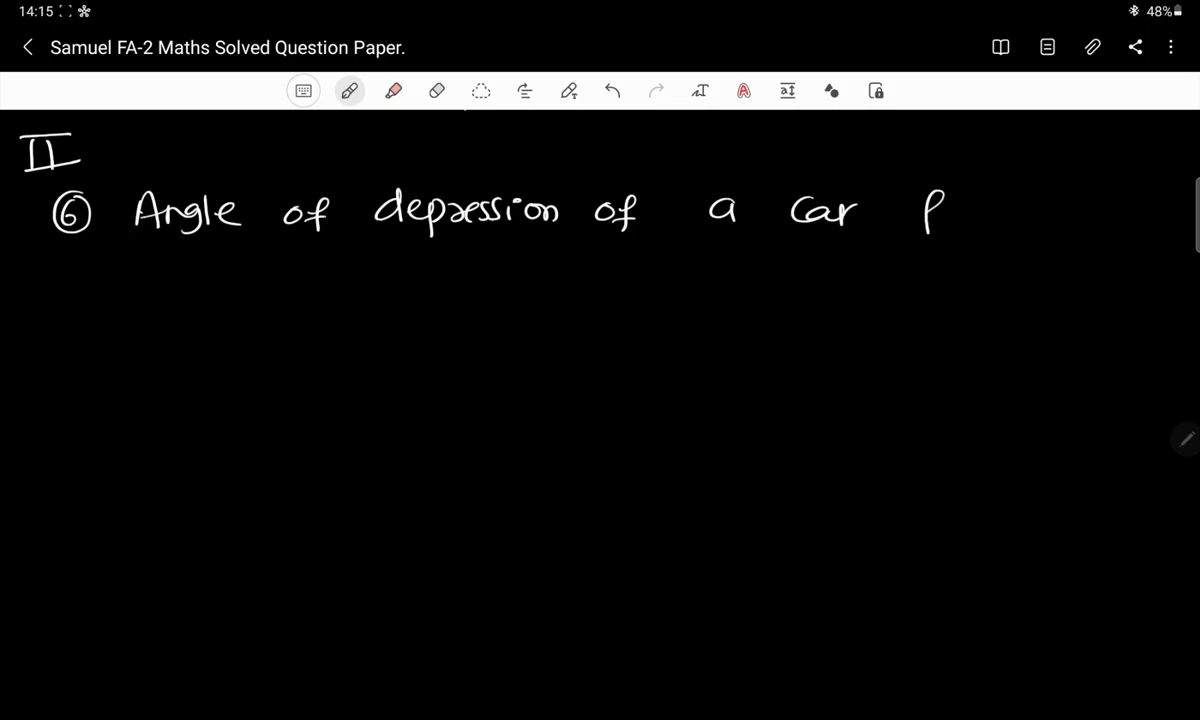 14:15 48%
Samuel FA-2 Maths Solved Question Paper.
II
⑥ Angle of depression of a car p